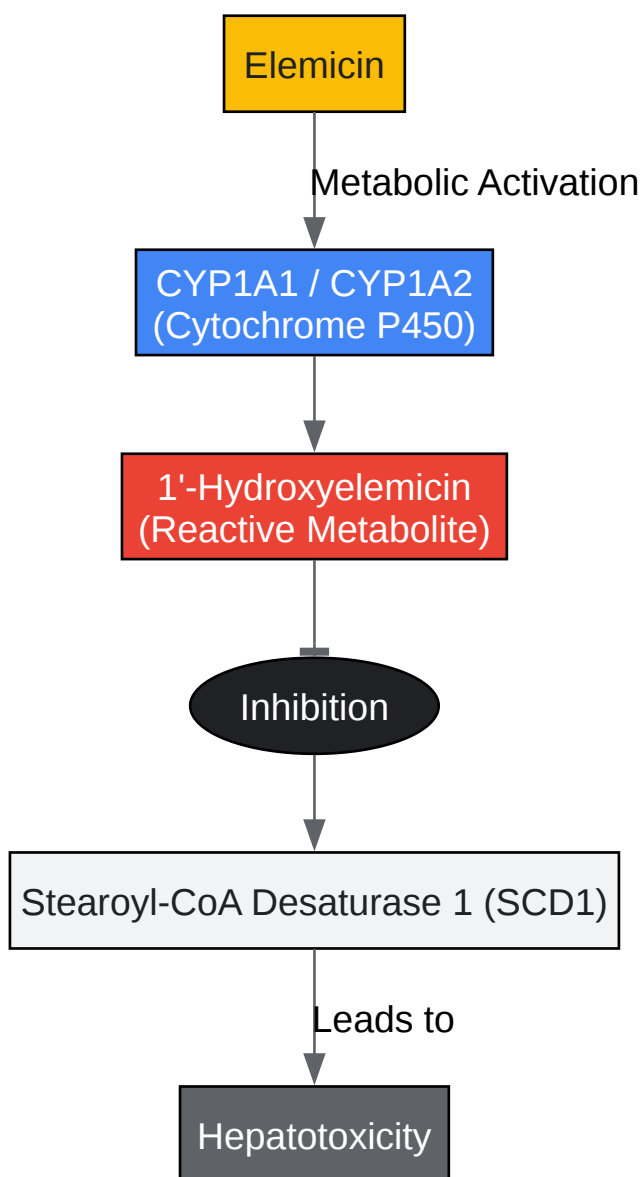 Elemicin
Metabolic Activation
CYP1A1 / CYP1A2
(Cytochrome P450)
1'-Hydroxyelemicin
(Reactive Metabolite)
Inhibition
Stearoyl-CoA Desaturase 1 (SCD1)
Leads to
Hepatotoxicity